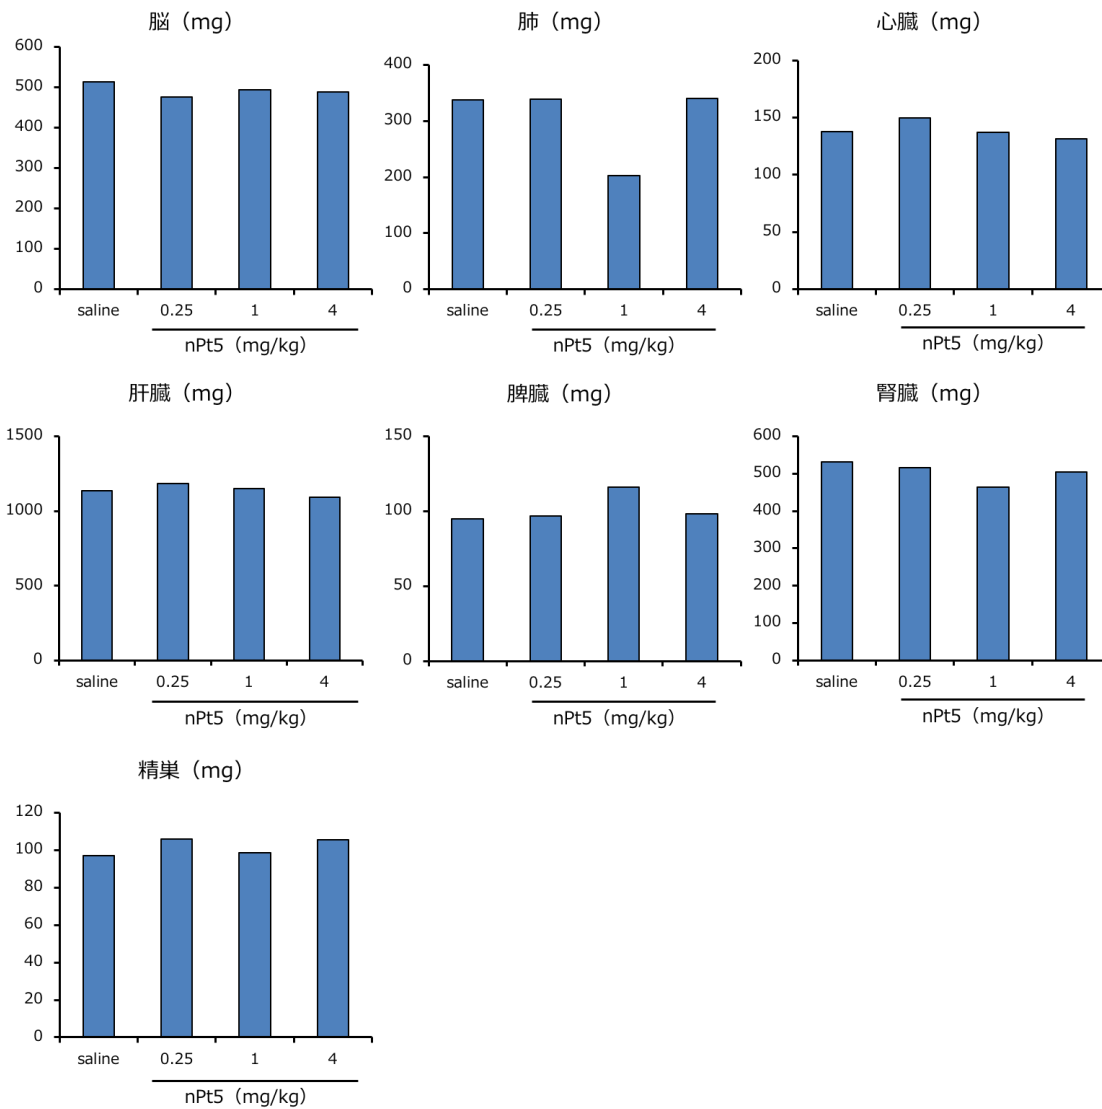 脳（mg）
600
500
400
300
200
100
0
saline 0.25 1 4
nPt5（mg/kg）
肺（mg）
400
300
200
100
0
saline 0.25 1 4
nPt5（mg/kg）
心臓（mg）
200
150
100
50
0
saline 0.25 1 4
nPt5（mg/kg）
肝臓（mg）
1500
1000
500
0
saline 0.25 1 4
nPt5（mg/kg）
脾臓（mg）
150
100
50
0
saline 0.25 1 4
nPt5（mg/kg）
腎臓（mg）
600
500
400
300
200
100
0
saline 0.25 1 4
nPt5（mg/kg）
精巣（mg）
120
100
80
60
40
20
0
saline 0.25 1 4
nPt5（mg/kg）